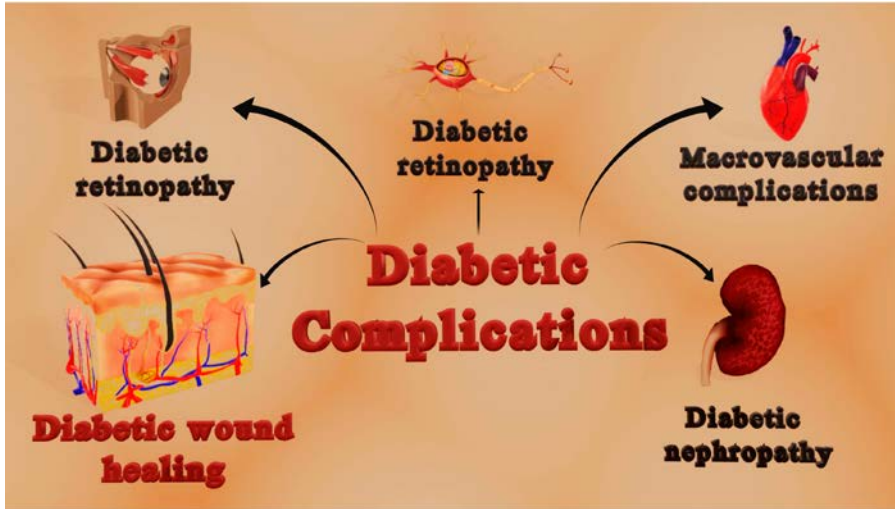 Diabetic
retinopathy
Diabetic
retinopathy
Macrovascular
complications
Diabetic
Complications
Diabetic wound
healing
Diabetic
nephropathy